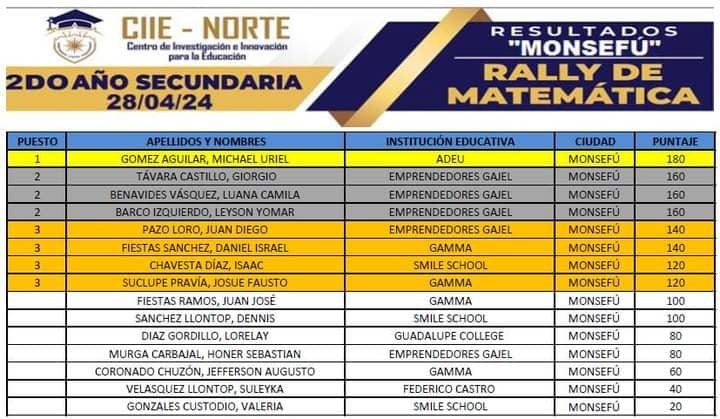 CIIE - NORTE
Centro de Investigación e Innovación
para la Educación
2DO AÑO SECUNDARIA
28/04/24
RESULTADOS
"MONSEFÚ"
RALLY DE
MATEMÁTICA
PUESTO APELLIDOS Y NOMBRES INSTITUCIÓN EDUCATIVA CIUDAD PUNTAJE
1 GOMEZ AGUILAR, MICHAEL URIEL ADEU MONSEFÚ 180
2 TÁVARA CASTILLO, GIORGIO EMPRENDEDORES GAJEL MONSEFÚ 160
2 BENAVIDES VÁSQUEZ, LUANA CAMILA EMPRENDEDORES GAJEL MONSEFÚ 160
2 BARCO IZQUIERDO, LEYSON YOMAR EMPRENDEDORES GAJEL MONSEFÚ 160
3 PAZO LORO, JUAN DIEGO EMPRENDEDORES GAJEL MONSEFÚ 140
3 FIESTAS SANCHEZ, DANIEL ISRAEL GAMMA MONSEFÚ 140
3 CHAVESTA DÍAZ, ISAAC SMILE SCHOOL MONSEFÚ 120
3 SUCLUPE PRAVÍA, JOSUE FAUSTO GAMMA MONSEFÚ 120
FIESTAS RAMOS, JUAN JOSÉ GAMMA MONSEFÚ 100
SANCHEZ LLONTOP, DENNIS SMILE SCHOOL MONSEFÚ 100
DIAZ GORDILLO, LORELAY GUADALUPE COLLEGE MONSEFÚ 80
MURGA CARBAJAL, HONER SEBASTIAN EMPRENDEDORES GAJEL MONSEFÚ 80
CORONADO CHUZÓN, JEFFERSON AUGUSTO GAMMA MONSEFÚ 60
VELASQUEZ LLONTOP, SULEYKA FEDERICO CASTRO MONSEFÚ 40
GONZALES CUSTODIO, VALERIA SMILE SCHOOL MONSEFÚ 20